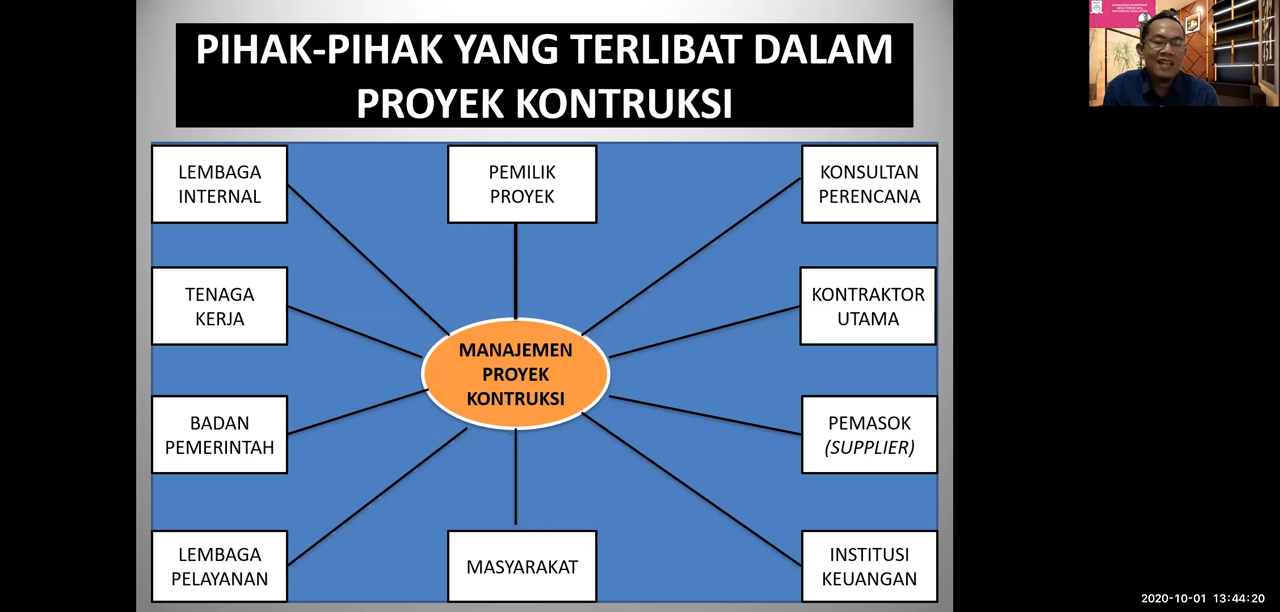 PIHAK-PIHAK YANG TERLIBAT DALAM
PROYEK KONTRUKSI
LEMBAGA
INTERNAL
PEMILIK
PROYEK
KONSULTAN
PERENCANA
TENAGA
KERJA
KONTRAKTOR
UTAMA
MANAJEMEN
PROYEK
KONTRUKSI
BADAN
PEMERINTAH
PEMASOK
(SUPPLIER)
LEMBAGA
PELAYANAN
MASYARAKAT
INSTITUSI
KEUANGAN
2020-10-01 13:44:20